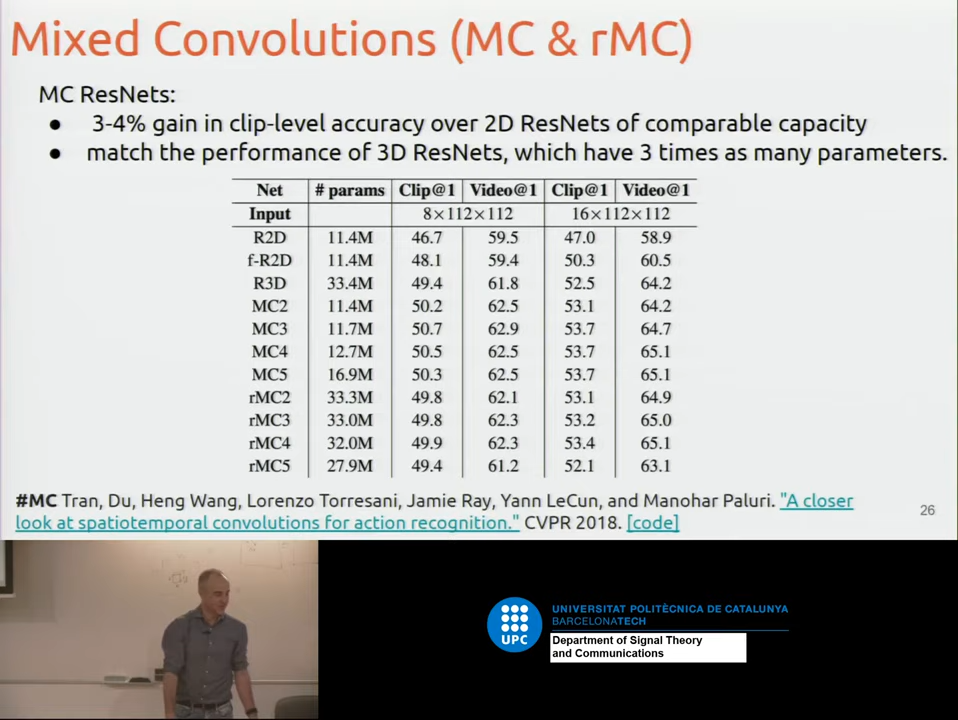 Mixed Convolutions (MC & rMC)
MC ResNets:
● 3-4% gain in clip-level accuracy over 2D ResNets of comparable capacity
● match the performance of 3D ResNets, which have 3 times as many parameters.
Net # params Clip@1 Video@1 Clip@1 Video@1
Input 8×112×112 16×112×112
R2D 11.4M 46.7 59.5 47.0 58.9
f-R2D 11.4M 48.1 59.4 50.3 60.5
R3D 33.4M 49.4 61.8 52.5 64.2
MC2 11.4M 50.2 62.5 53.1 64.2
MC3 11.7M 50.7 62.9 53.7 64.7
MC4 12.7M 50.5 62.5 53.7 65.1
MC5 16.9M 50.3 62.5 53.7 65.1
rMC2 33.3M 49.8 62.1 53.1 64.9
rMC3 33.0M 49.8 62.3 53.2 65.0
rMC4 32.0M 49.9 62.3 53.4 65.1
rMC5 27.9M 49.4 61.2 52.1 63.1
#MC Tran, Du, Heng Wang, Lorenzo Torresani, Jamie Ray, Yann LeCun, and Manohar Paluri. "A closer
look at spatiotemporal convolutions for action recognition." CVPR 2018. [code]
26
UPC
UNIVERSITAT POLITÈCNICA DE CATALUNYA
BARCELONATECH
Department of Signal Theory
and Communications